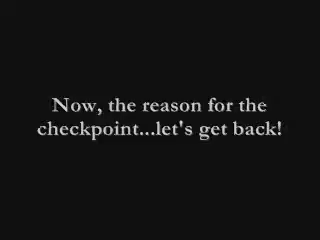 Now, the reason for the
checkpoint...let's get back!